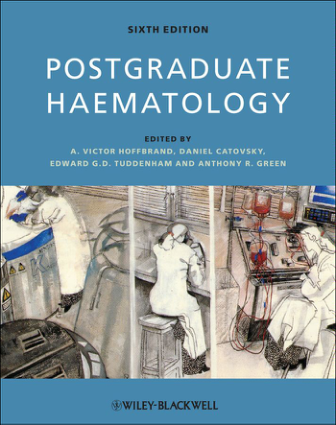 SIXTH EDITION
POSTGRADUATE
HAEMATOLOGY
EDITED BY
A. VICTOR HOFFBRAND, DANIEL CATOVSKY,
EDWARD G.D. TUDDENHAM AND ANTHONY R. GREEN
WILEY-BLACKWELL